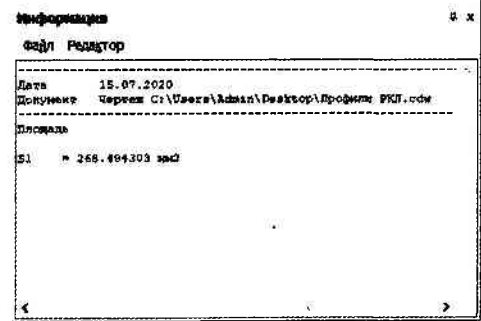 Информация
Файл Редактор
Дата 15.07.2020
Документ Чертеж C:\Users\Admin\Desktop\Профили РКЛ.cdw
Площадь
S1 = 268.494303 мм2